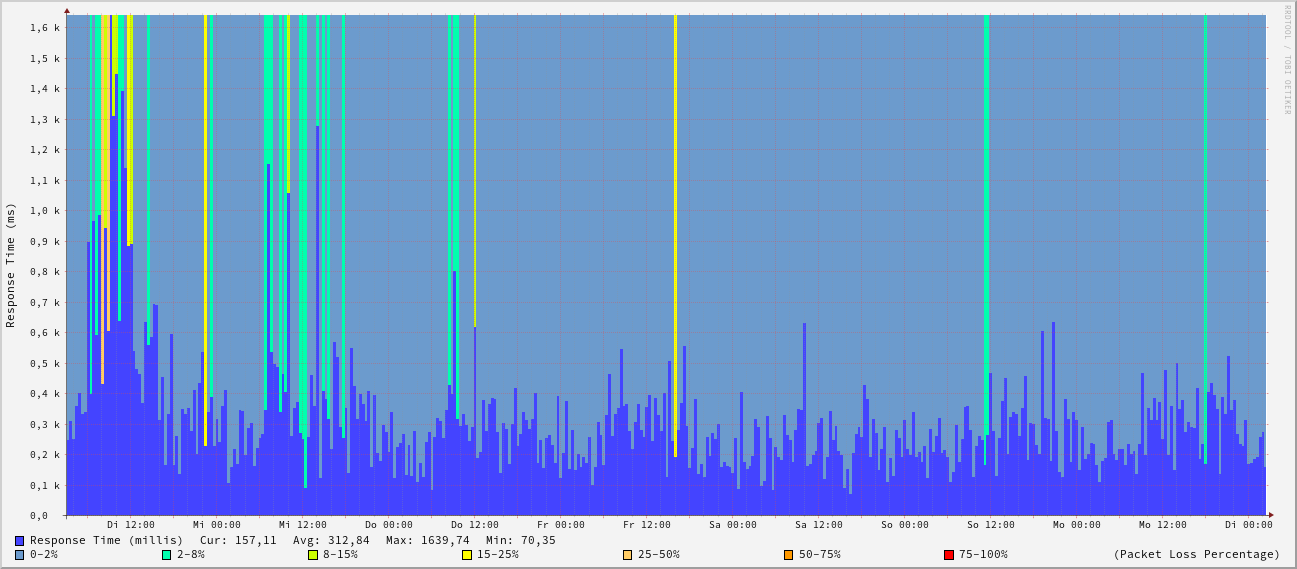 RRDTOOL / TOBI OETIKER
Response Time (ms)
1,6 k
1,5 k
1,4 k
1,3 k
1,2 k
1,1 k
1,0 k
0,9 k
0,8 k
0,7 k
0,6 k
0,5 k
0,4 k
0,3 k
0,2 k
0,1 k
0,0
Di 12:00 Mi 00:00 Mi 12:00 Do 00:00 Do 12:00 Fr 00:00 Fr 12:00 Sa 00:00 Sa 12:00 So 00:00 So 12:00 Mo 00:00 Mo 12:00 Di 00:00
Response Time (millis) Cur: 157,11 Avg: 312,84 Max: 1639,74 Min: 70,35
0-2% 2-8% 8-15% 15-25% 25-50% 50-75% 75-100% (Packet Loss Percentage)